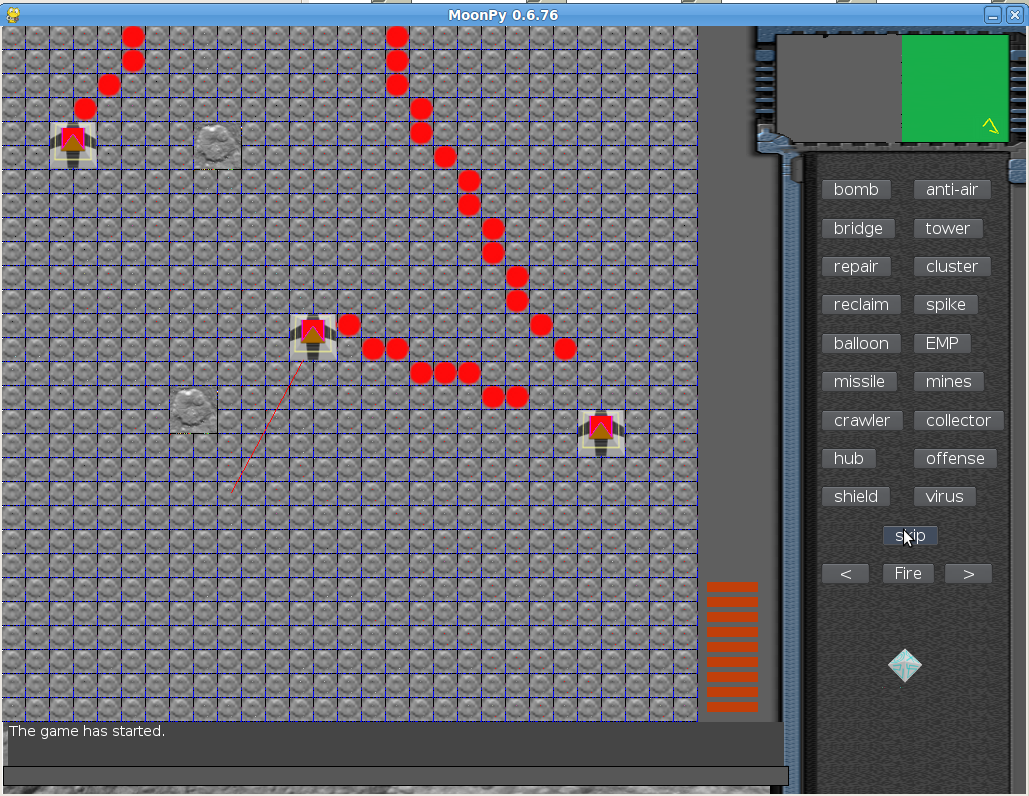 MoonPy 0.6.76
bomb anti-air
bridge tower
repair cluster
reclaim spike
balloon EMP
missile mines
crawler collector
hub offense
shield virus
skip
< Fire >
The game has started.